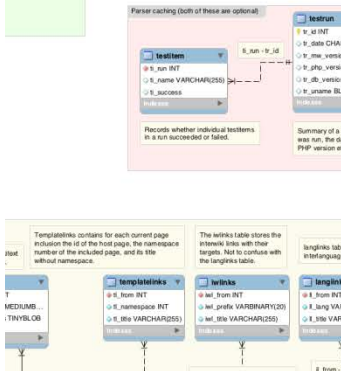 Parser caching (both of these are optional)
testitem
ti_run INT
ti_name VARCHAR(255)
ti_success
Indexes
ti_run - tr_id
testrun
tr_id INT
tr_date CHA
tr_mw_versi
tr_php_versi
tr_db_versio
tr_uname BL
Indexes
Records whether individual testitems
in a run succeeded or failed.
Summary of a
was run, the d
PHP version e
Templatelinks contains for each current page
inclusion the id of the host page, the namespace
number of the included page, and its title
without namespace.
The iwlinks table stores the
interwiki links with their
targets. Not to confuse with
the langlinks table.
langlinks tab
interlanguag
T
MEDIUMB...
TINYBLOB
templatelinks
tl_from INT
tl_namespace INT
tl_title VARCHAR(255)
Indexes
iwlinks
iwl_from INT
iwl_prefix VARBINARY(20)
iwl_title VARCHAR(255)
Indexes
langlink
ll_from INT
ll_lang VAR
ll_title VAR
Indexes
ll_from -